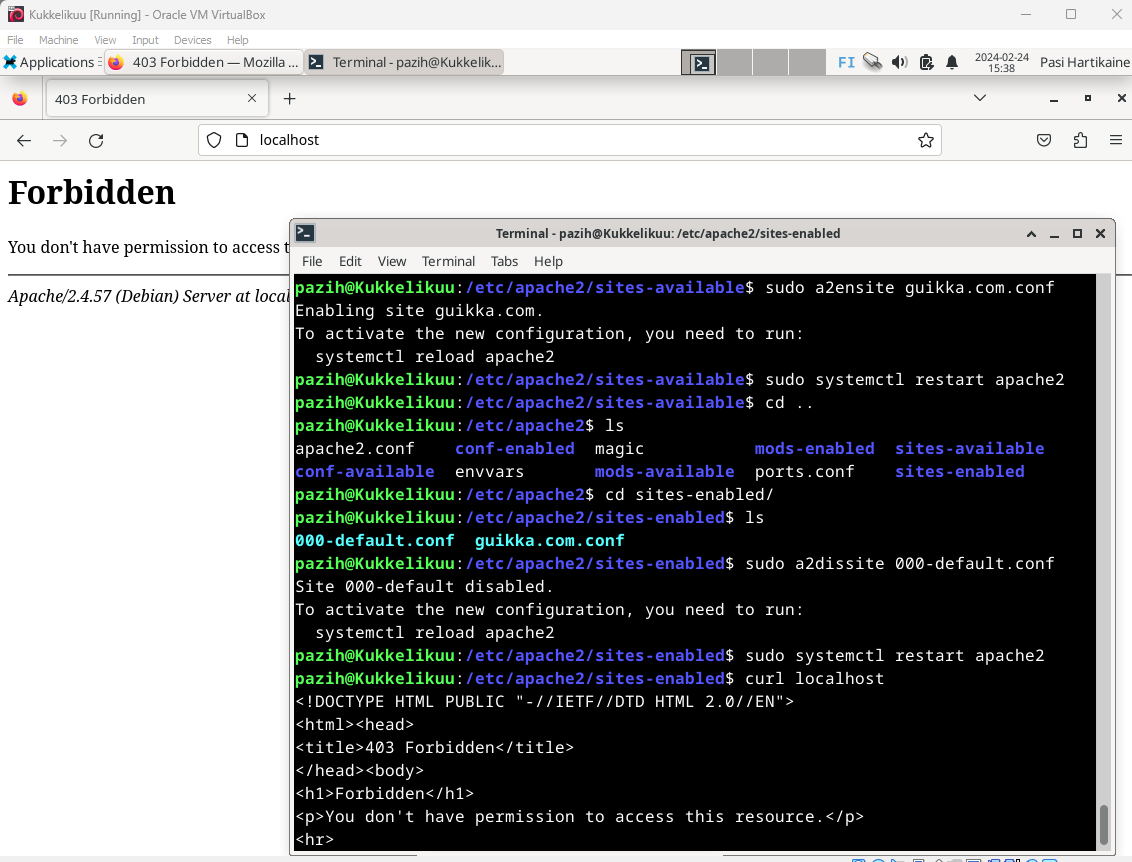 Kukkelikuu [Running] - Oracle VM VirtualBox
File Machine View Input Devices Help
Applications 403 Forbidden — Mozilla ... Terminal - pazih@Kukkelik... FI 2024-02-24 15:38 Pasi Hartikainen
403 Forbidden
localhost
Forbidden
You don't have permission to access t
Apache/2.4.57 (Debian) Server at local
Terminal - pazih@Kukkelikuu: /etc/apache2/sites-enabled
File Edit View Terminal Tabs Help
pazih@Kukkelikuu:/etc/apache2/sites-available$ sudo a2ensite guikka.com.conf
Enabling site guikka.com.
To activate the new configuration, you need to run:
systemctl reload apache2
pazih@Kukkelikuu:/etc/apache2/sites-available$ sudo systemctl restart apache2
pazih@Kukkelikuu:/etc/apache2/sites-available$ cd ..
pazih@Kukkelikuu:/etc/apache2$ ls
apache2.conf conf-enabled magic mods-enabled sites-available
conf-available envvars mods-available ports.conf sites-enabled
pazih@Kukkelikuu:/etc/apache2$ cd sites-enabled/
pazih@Kukkelikuu:/etc/apache2/sites-enabled$ ls
000-default.conf guikka.com.conf
pazih@Kukkelikuu:/etc/apache2/sites-enabled$ sudo a2dissite 000-default.conf
Site 000-default disabled.
To activate the new configuration, you need to run:
systemctl reload apache2
pazih@Kukkelikuu:/etc/apache2/sites-enabled$ sudo systemctl restart apache2
pazih@Kukkelikuu:/etc/apache2/sites-enabled$ curl localhost
<!DOCTYPE HTML PUBLIC "-//IETF//DTD HTML 2.0//EN">
<html><head>
<title>403 Forbidden</title>
</head><body>
<h1>Forbidden</h1>
<p>You don't have permission to access this resource.</p>
<hr>